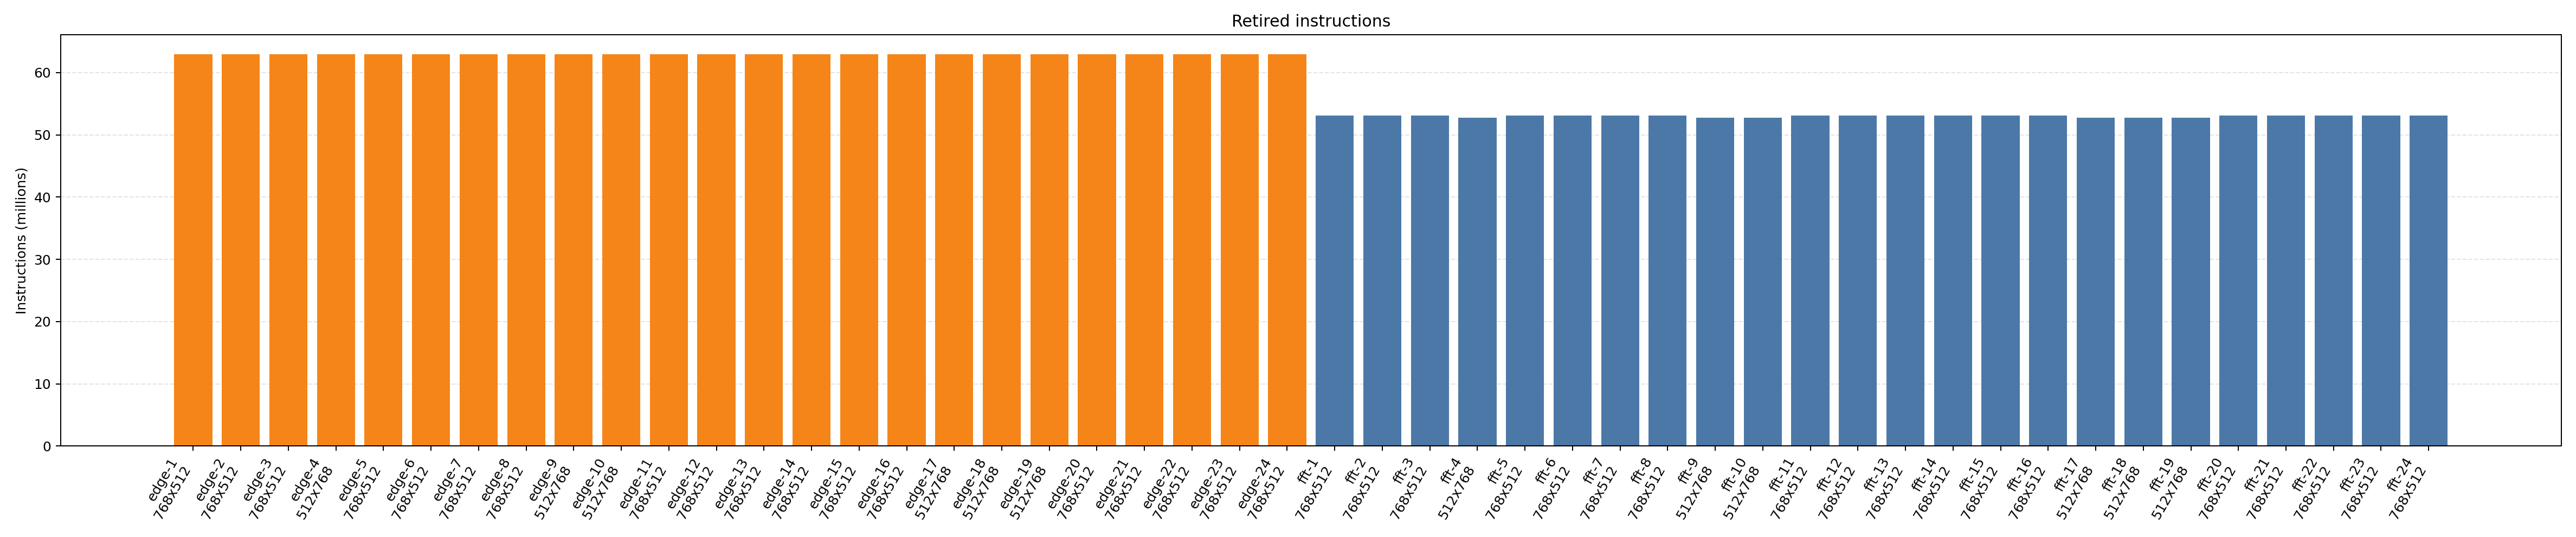 Retired instructions
Instructions (millions)
60
50
40
30
20
10
0
edge-1
768x512
edge-2
768x512
edge-3
768x512
edge-4
512x768
edge-5
768x512
edge-6
768x512
edge-7
768x512
edge-8
768x512
edge-9
512x768
edge-10
512x768
edge-11
768x512
edge-12
768x512
edge-13
768x512
edge-14
768x512
edge-15
768x512
edge-16
768x512
edge-17
512x768
edge-18
512x768
edge-19
512x768
edge-20
768x512
edge-21
768x512
edge-22
768x512
edge-23
768x512
edge-24
768x512
fft-1
768x512
fft-2
768x512
fft-3
768x512
fft-4
512x768
fft-5
768x512
fft-6
768x512
fft-7
768x512
fft-8
768x512
fft-9
512x768
fft-10
512x768
fft-11
768x512
fft-12
768x512
fft-13
768x512
fft-14
768x512
fft-15
768x512
fft-16
768x512
fft-17
512x768
fft-18
512x768
fft-19
512x768
fft-20
768x512
fft-21
768x512
fft-22
768x512
fft-23
768x512
fft-24
768x512